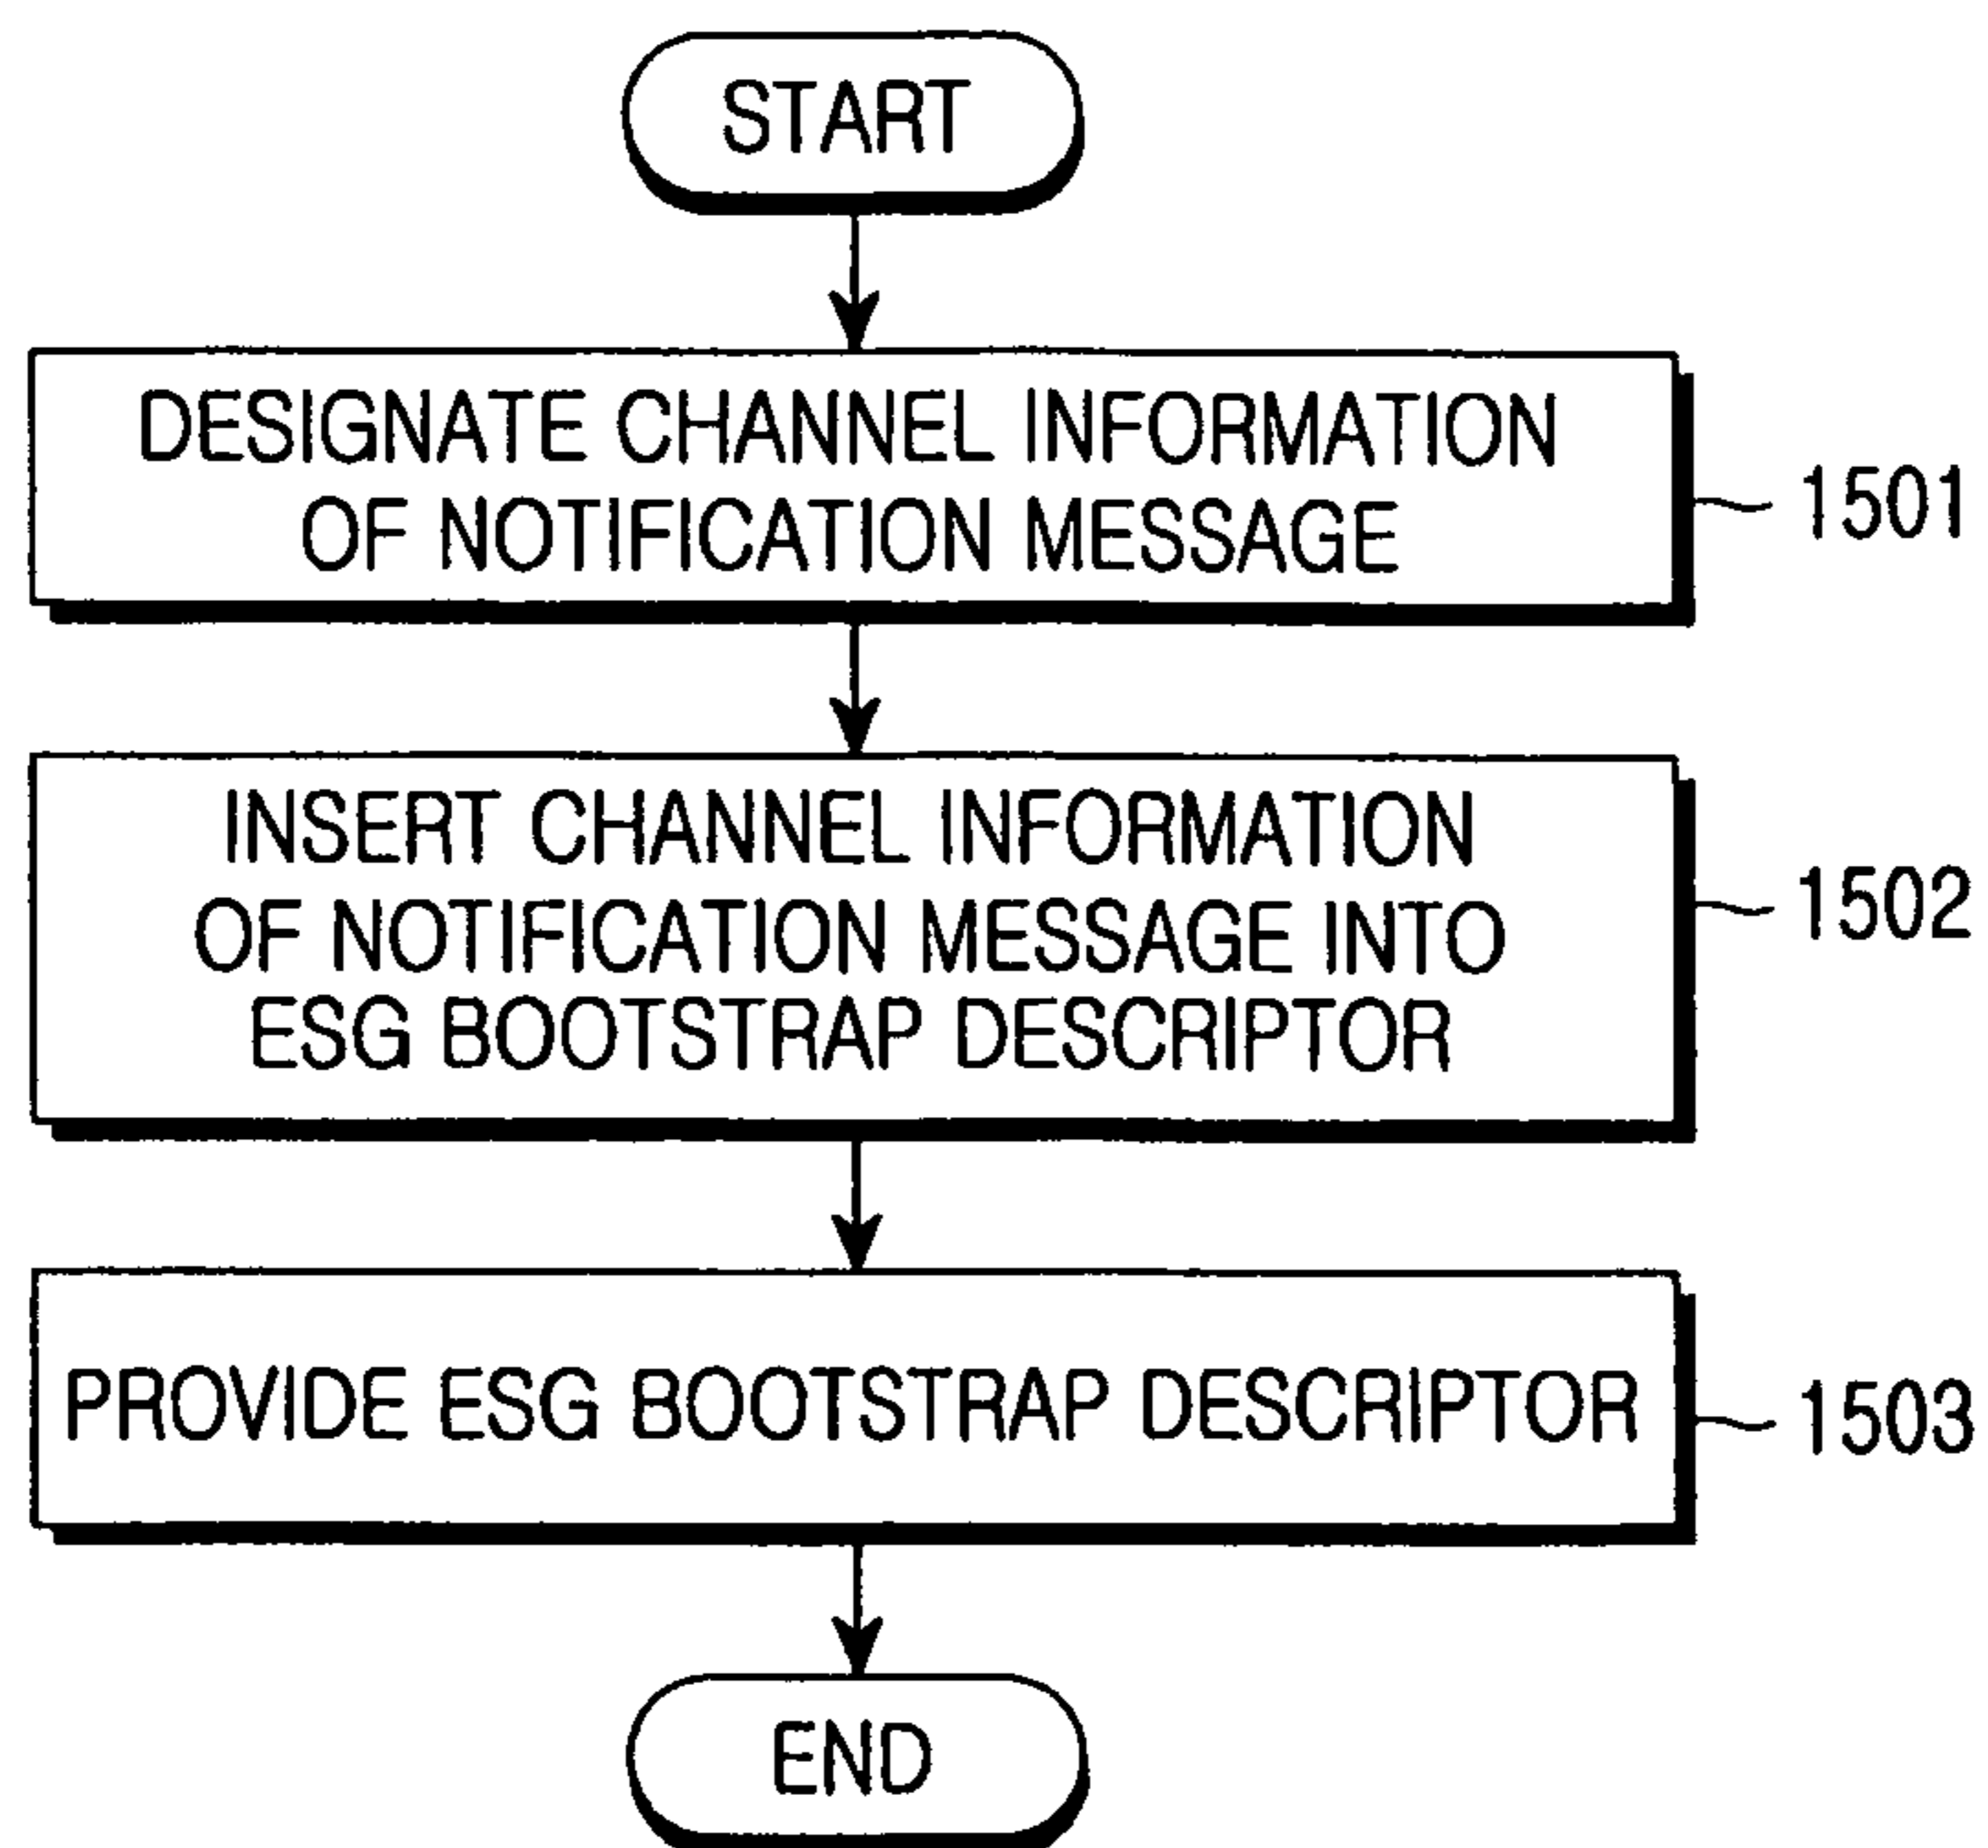 START
DESIGNATE CHANNEL INFORMATION
OF NOTIFICATION MESSAGE
1501
INSERT CHANNEL INFORMATION
OF NOTIFICATION MESSAGE INTO
ESG BOOTSTRAP DESCRIPTOR
1502
PROVIDE ESG BOOTSTRAP DESCRIPTOR
1503
END